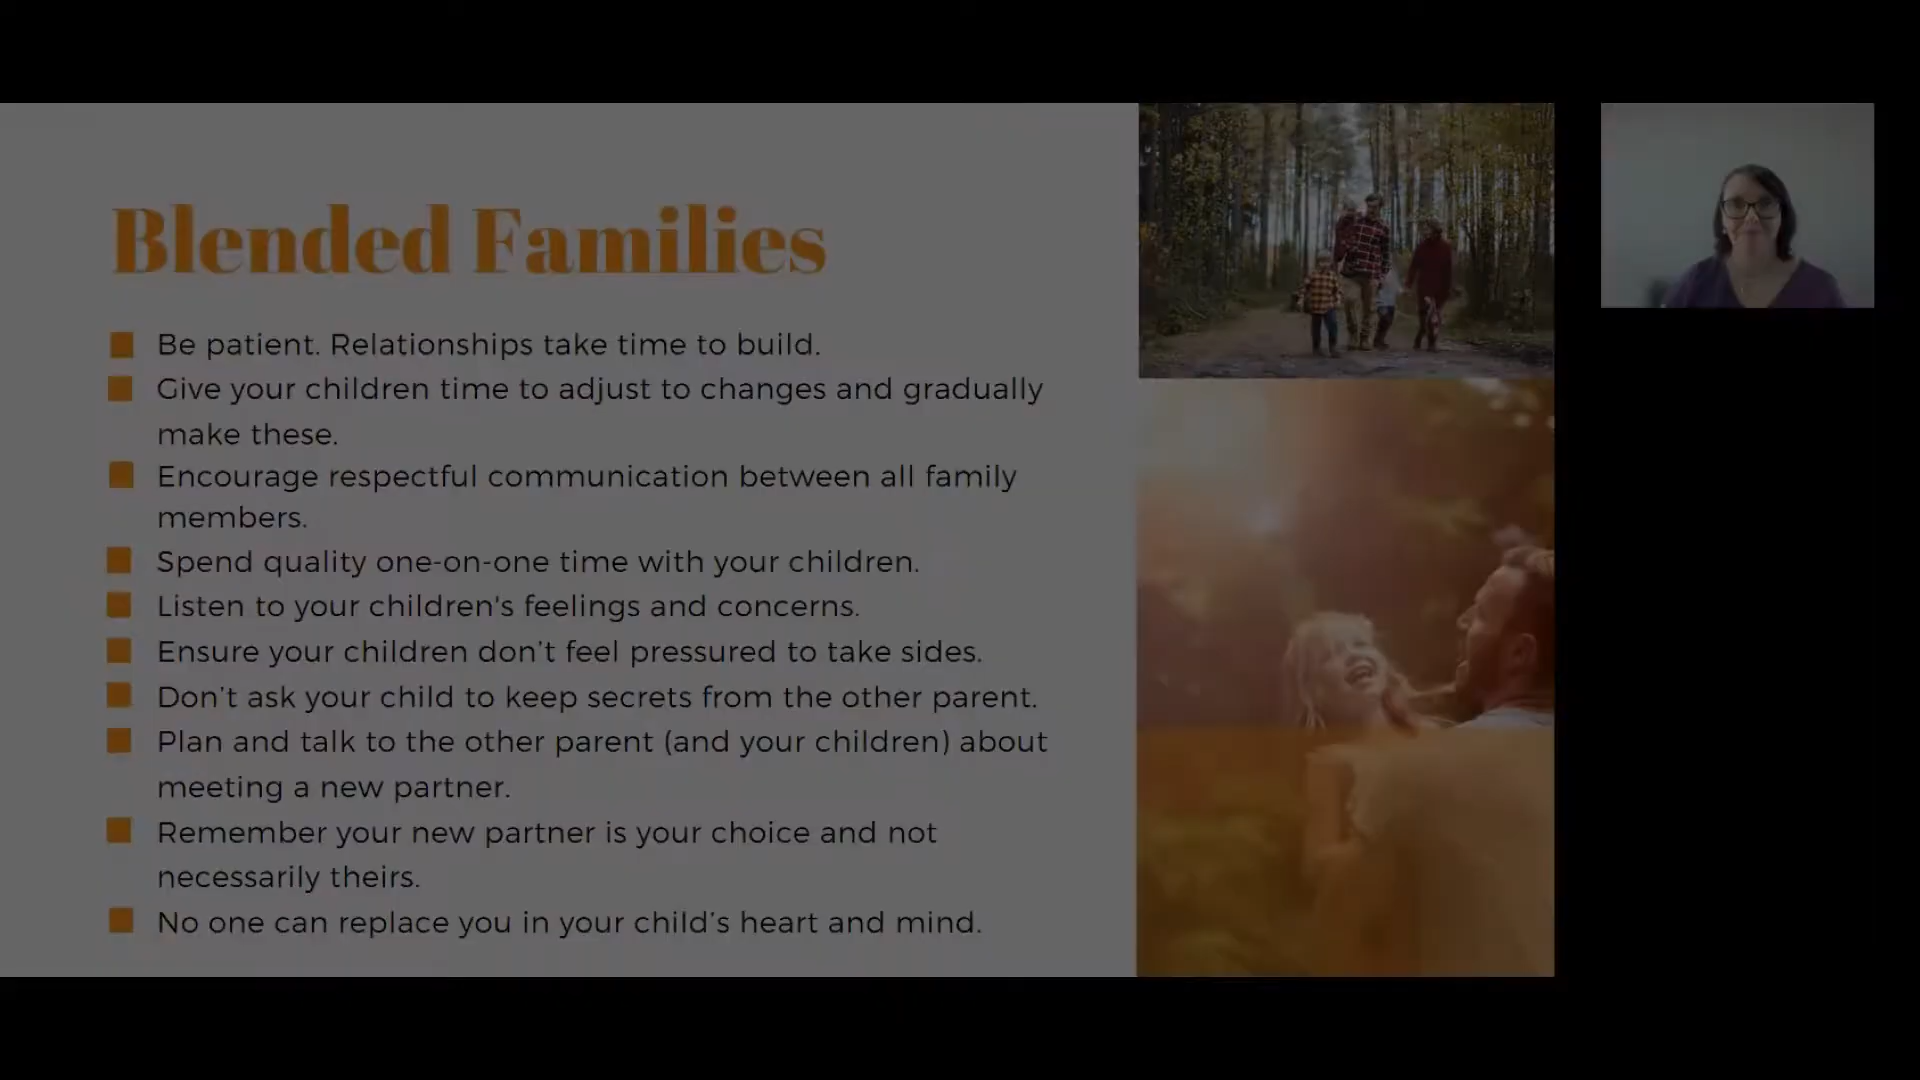 Blended Families
Be patient. Relationships take time to build.
Give your children time to adjust to changes and gradually
make these.
Encourage respectful communication between all family
members.
Spend quality one-on-one time with your children.
Listen to your children's feelings and concerns.
Ensure your children don’t feel pressured to take sides.
Don’t ask your child to keep secrets from the other parent.
Plan and talk to the other parent (and your children) about
meeting a new partner.
Remember your new partner is your choice and not
necessarily theirs.
No one can replace you in your child’s heart and mind.